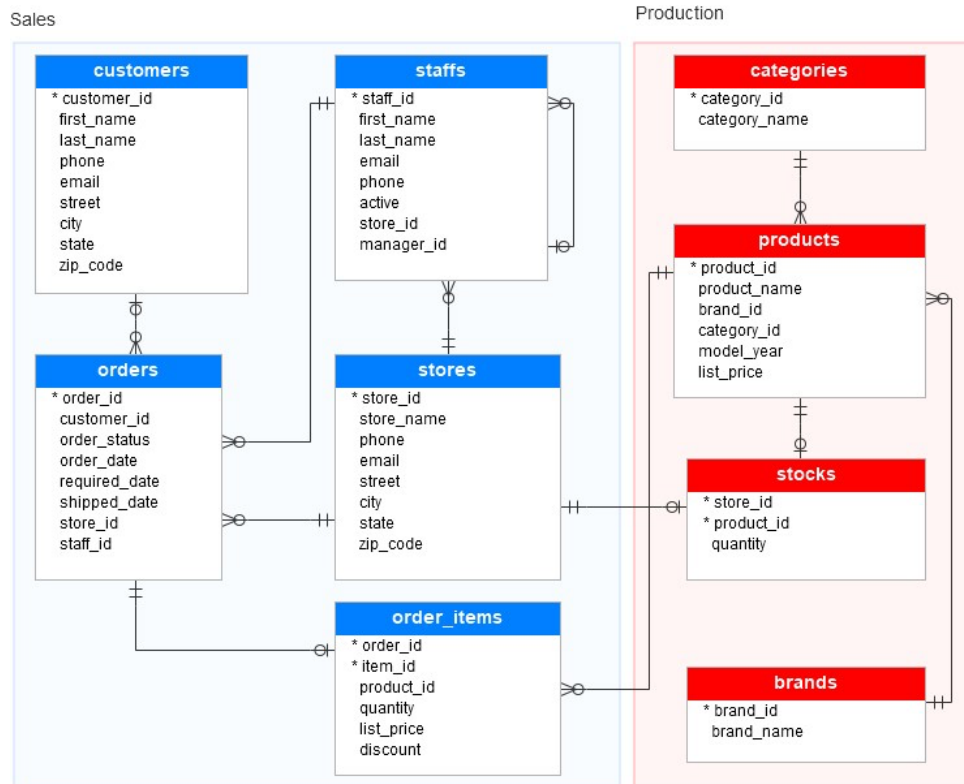 Sales
customers
* customer_id
first_name
last_name
phone
email
street
city
state
zip_code
staffs
* staff_id
first_name
last_name
email
phone
active
store_id
manager_id
orders
* order_id
customer_id
order_status
order_date
required_date
shipped_date
store_id
staff_id
stores
* store_id
store_name
phone
email
street
city
state
zip_code
order_items
* order_id
* item_id
product_id
quantity
list_price
discount
Production
categories
* category_id
category_name
products
* product_id
product_name
brand_id
category_id
model_year
list_price
stocks
* store_id
* product_id
quantity
brands
* brand_id
brand_name